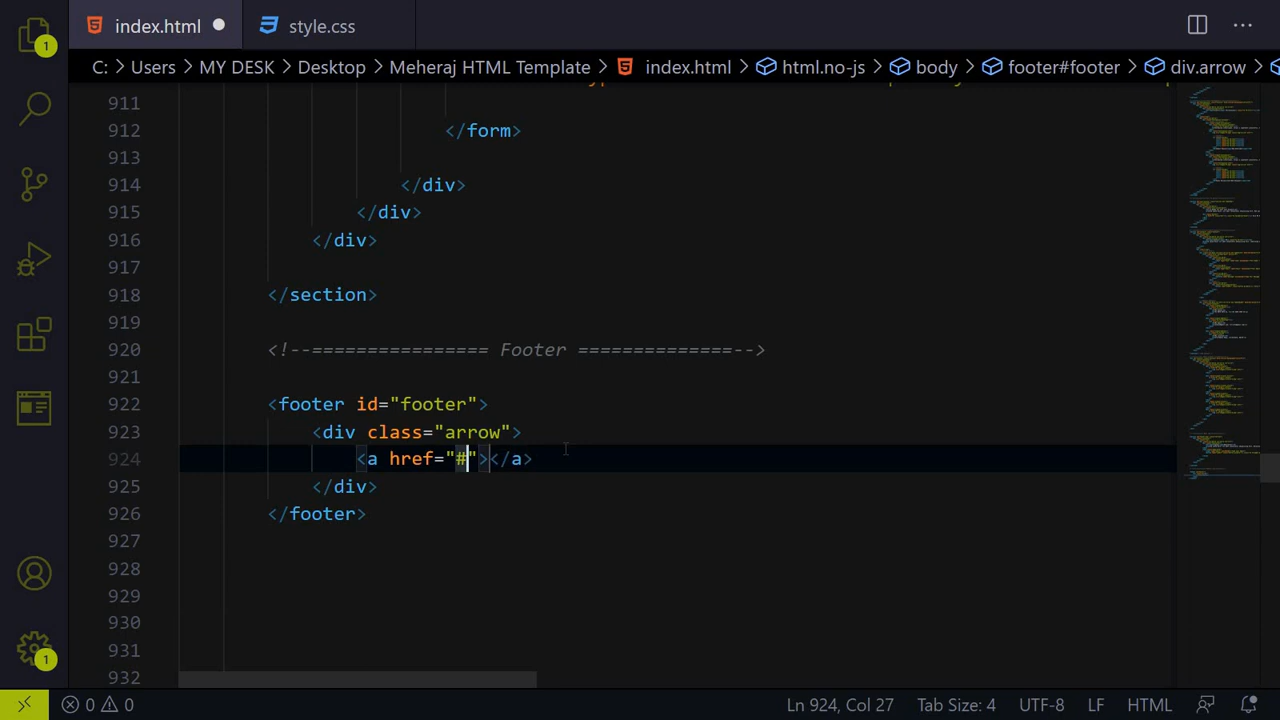 index.html
style.css
1
C: > Users > MY DESK > Desktop > Meheraj HTML Template > index.html > html.no-js > body > footer#footer > div.arrow >
911
912 </form>
913
914 </div>
915 </div>
916 </div>
917
918 </section>
919
920 <!--================ Footer ==============-->
921
922 <footer id="footer">
923 <div class="arrow">
924 <a href="#"></a>
925 </div>
926 </footer>
927
928
929
930
931
932
1
0 0 Ln 924, Col 27 Tab Size: 4 UTF-8 LF HTML